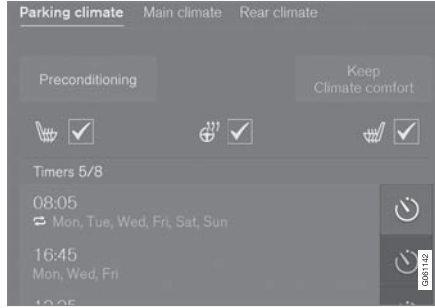 Parking climate Main climate Rear climate
Preconditioning
Keep
Climate comfort
Timers 5/8
08:05
Mon, Tue, Wed, Fri, Sat, Sun
16:45
Mon, Wed, Fri
G061142